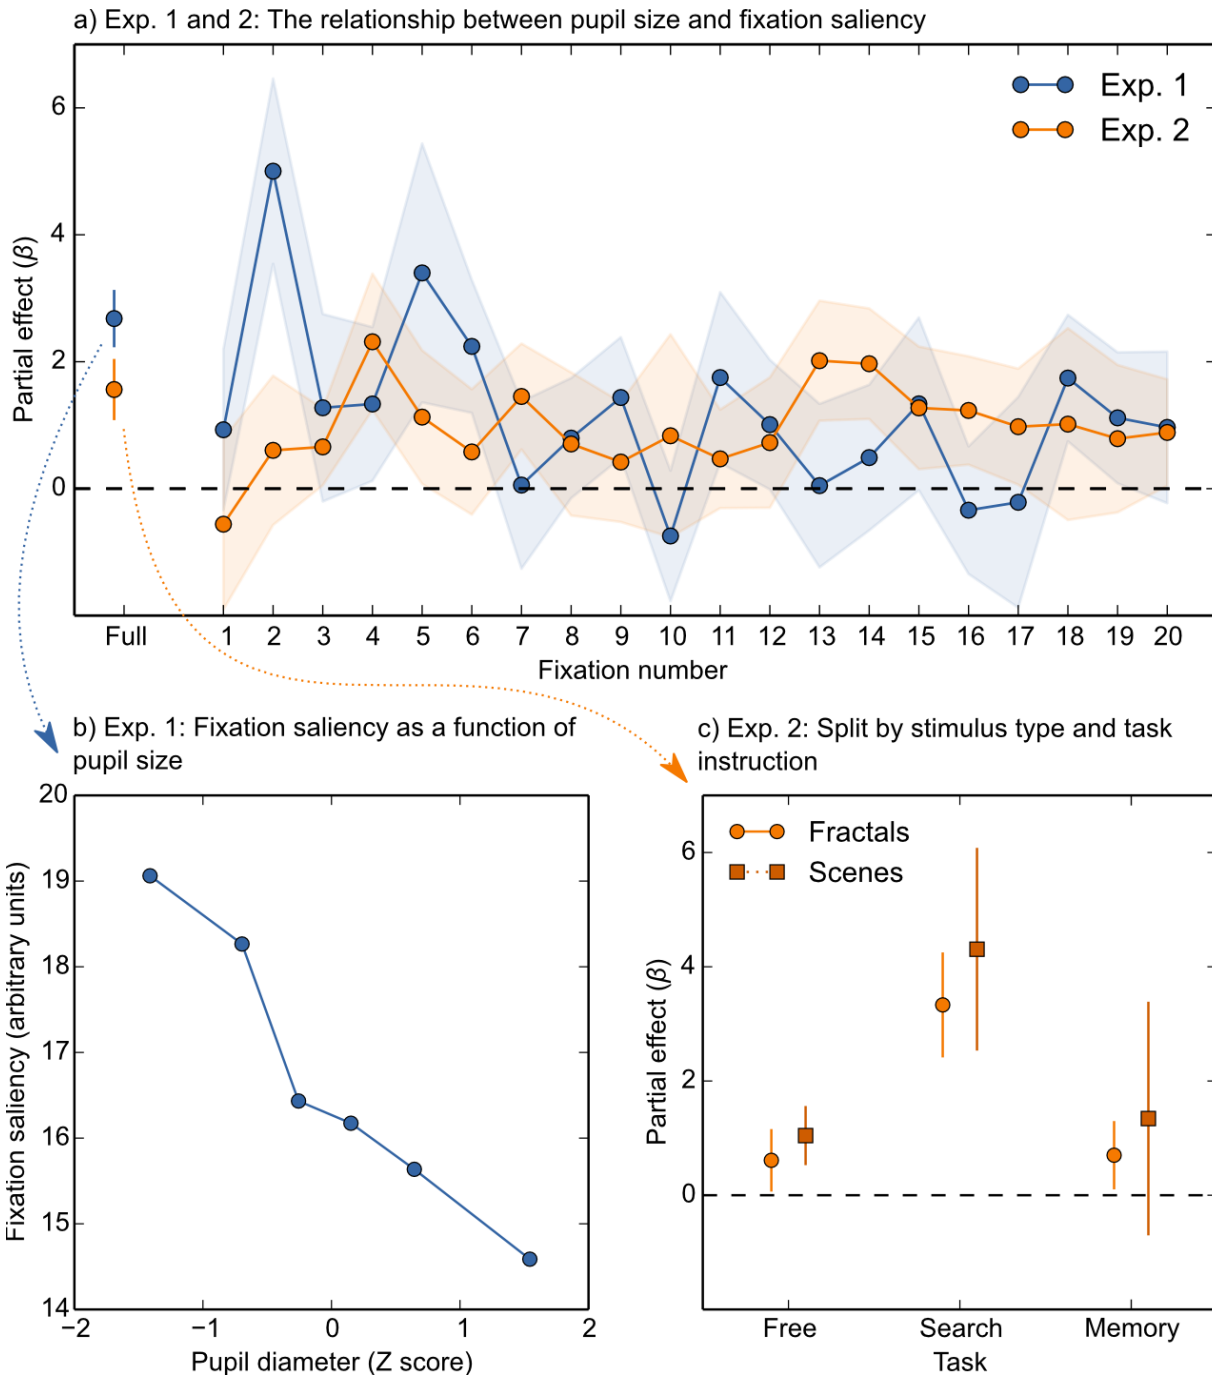 a) Exp. 1 and 2: The relationship between pupil size and fixation saliency
Exp. 1
Exp. 2
Partial effect (β)
6
4
2
0
Full
1 2 3 4 5 6 7 8 9 10 11 12 13 14 15 16 17 18 19 20
Fixation number
b) Exp. 1: Fixation saliency as a function of
pupil size
Fixation saliency (arbitrary units)
20
19
18
17
16
15
14
−2 −1 0 1 2
Pupil diameter (Z score)
c) Exp. 2: Split by stimulus type and task
instruction
Fractals
Scenes
Partial effect (β)
6
4
2
0
Free Search Memory
Task